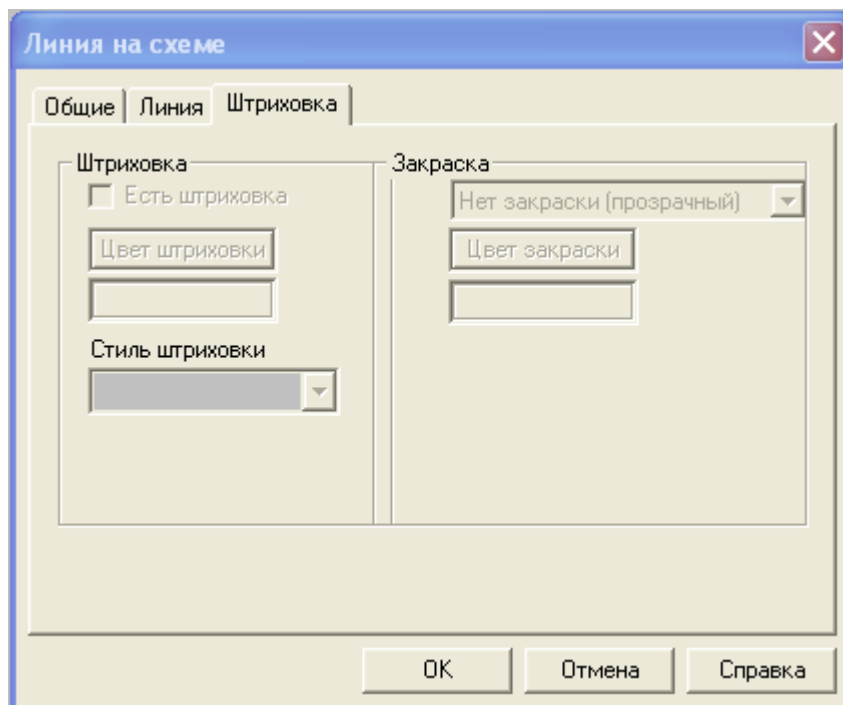 Линия на схеме
Общие Линия Штриховка
Штриховка Закраска
Есть штриховка Нет закраски (прозрачный)
Цвет штриховки Цвет закраски
Стиль штриховки
OK Отмена Справка